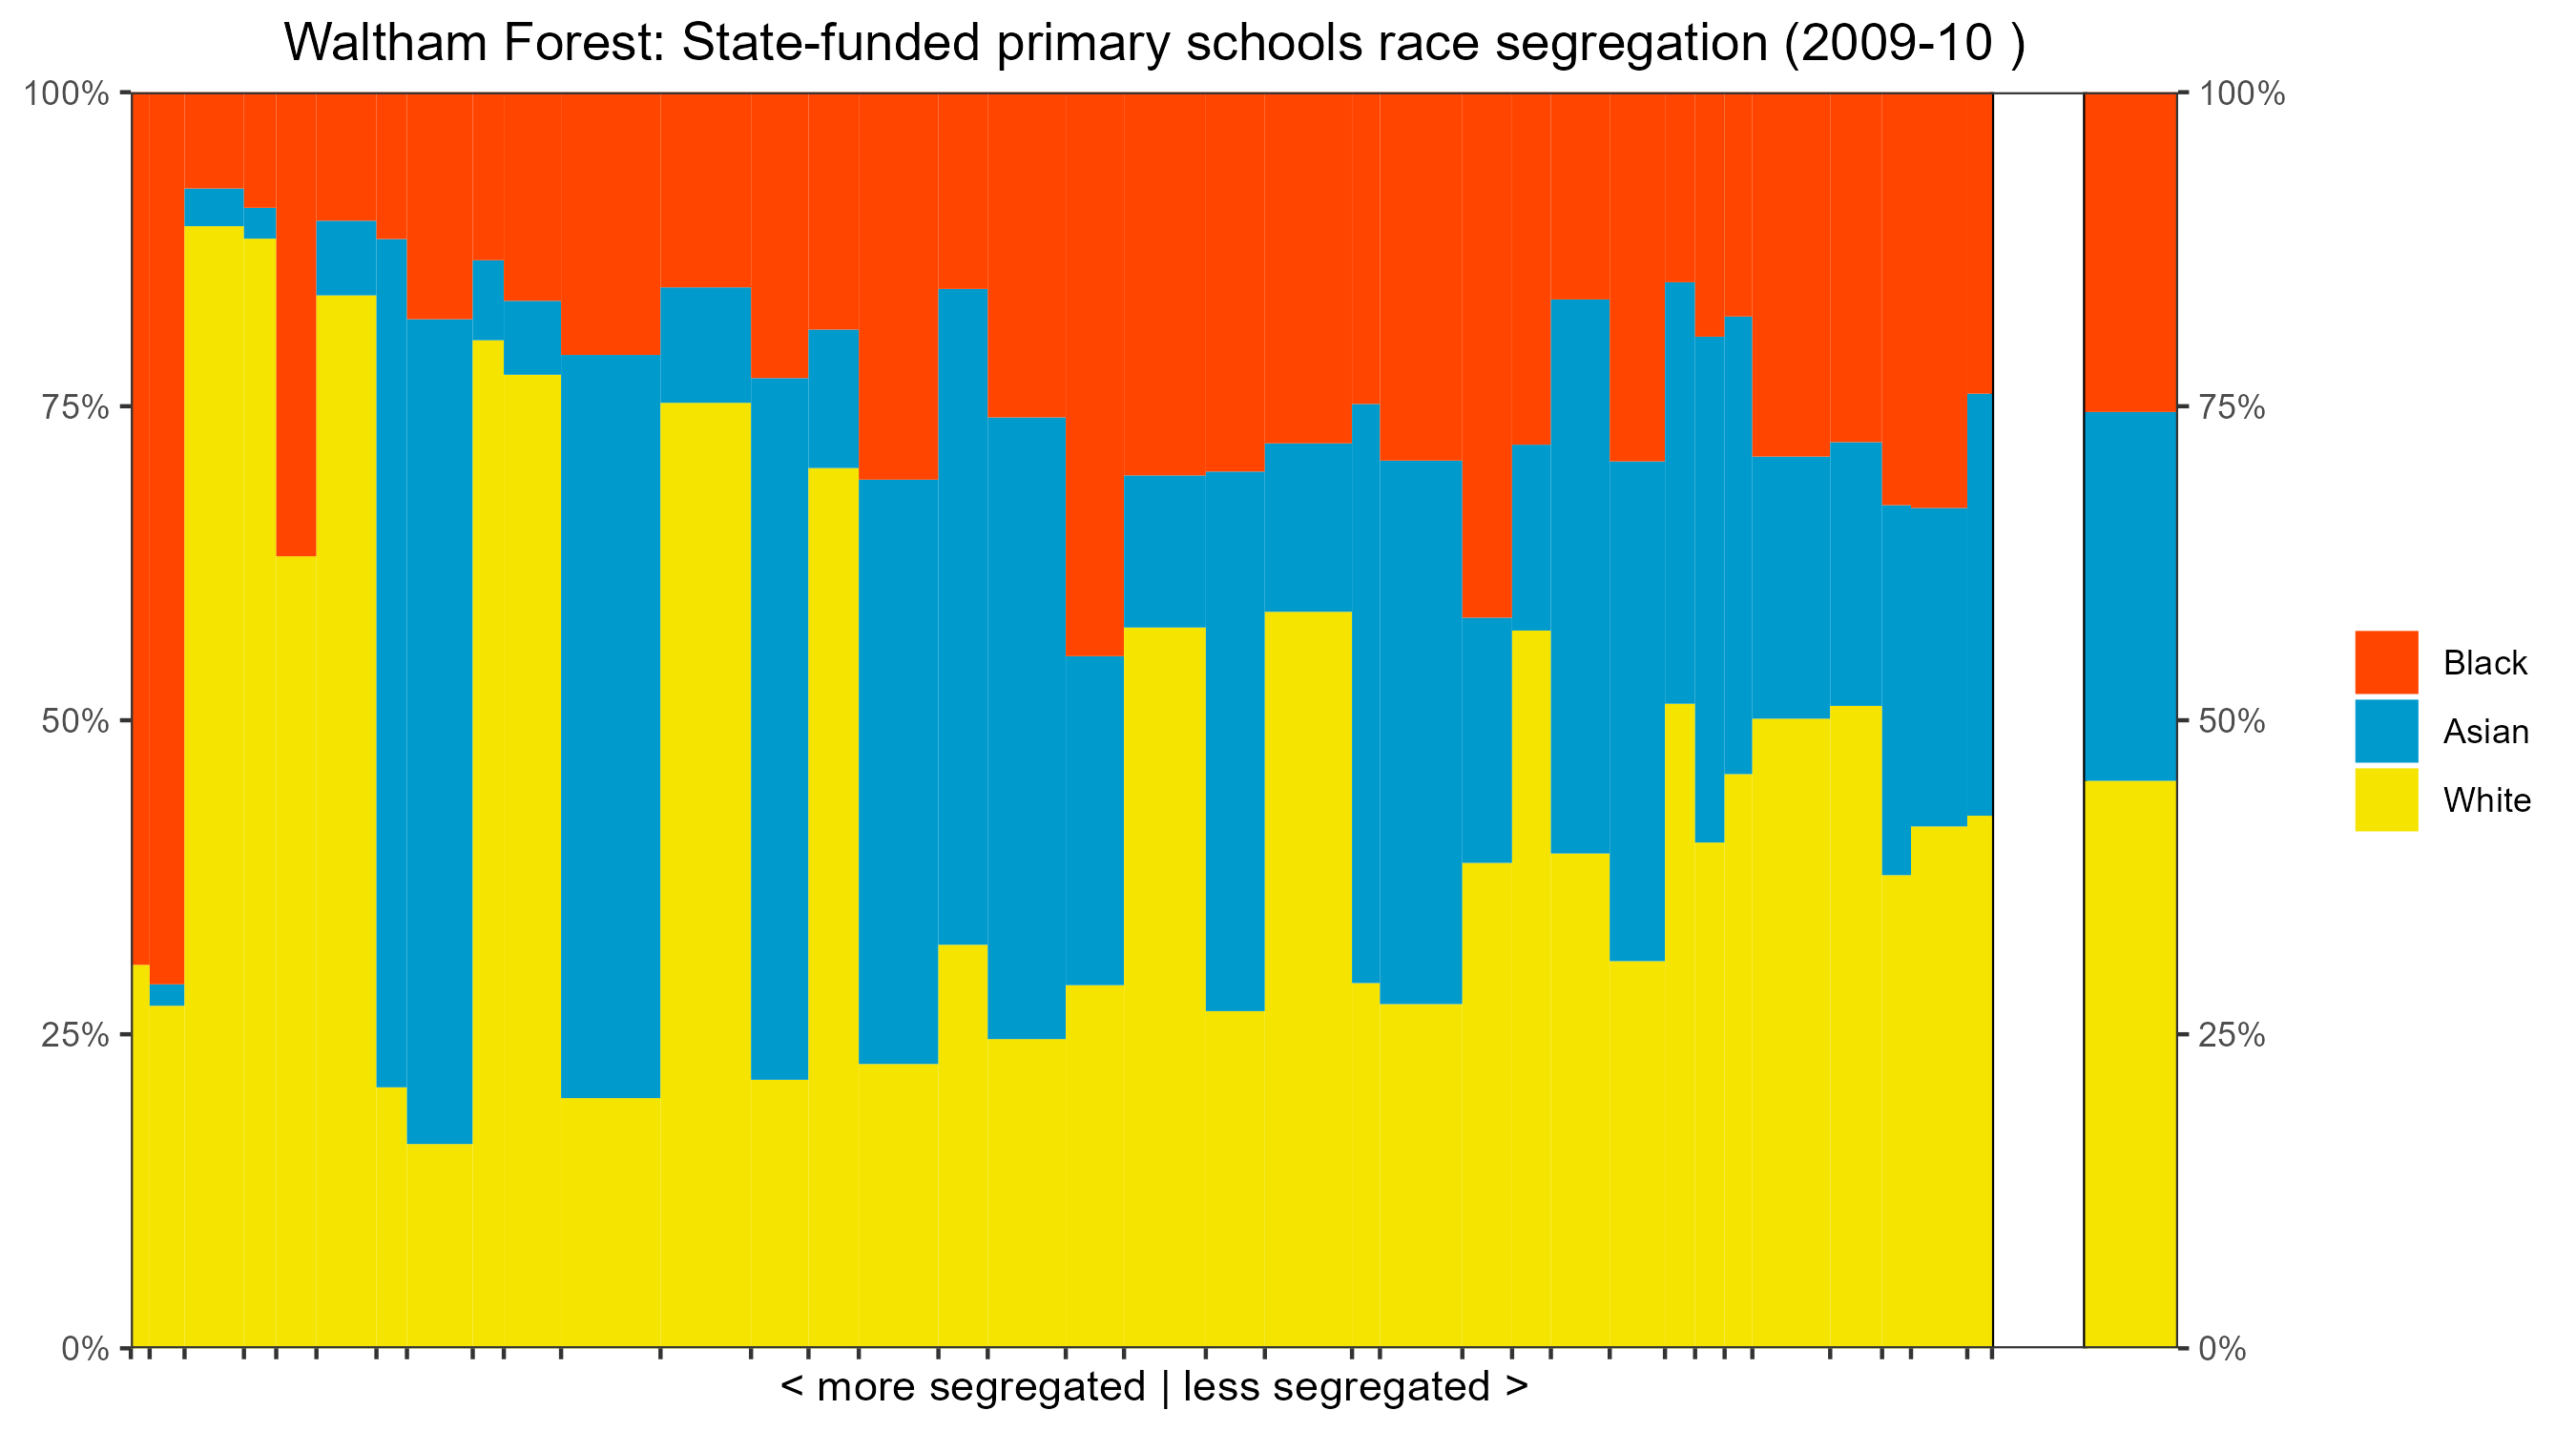 Waltham Forest: State-funded primary schools race segregation (2009-10 )
100%
75%
50%
25%
0%
100%
75%
50%
25%
0%
Black
Asian
White
< more segregated | less segregated >